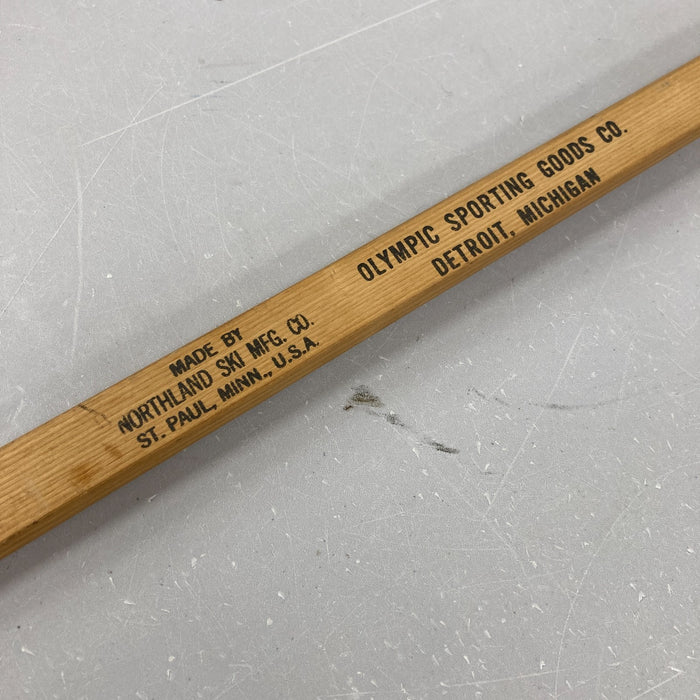 MADE BY
NORTHLAND SKI MFG. CO.
ST. PAUL, MINN., U.S.A.
OLYMPIC SPORTING GOODS CO.
DETROIT, MICHIGAN